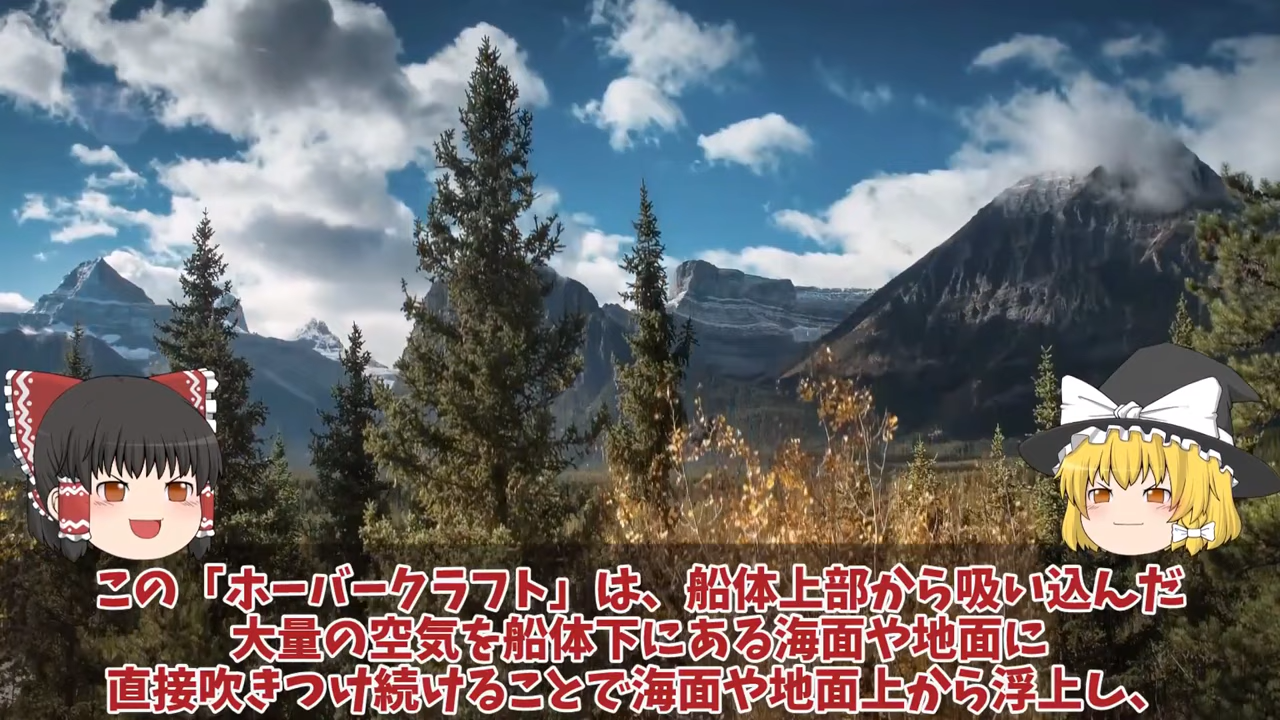 この「ホーバークラフト」は、船体上部から吸い込んだ
大量の空気を船体下にある海面や地面に
直接吹きつけ続けることで海面や地面上から浮上し、